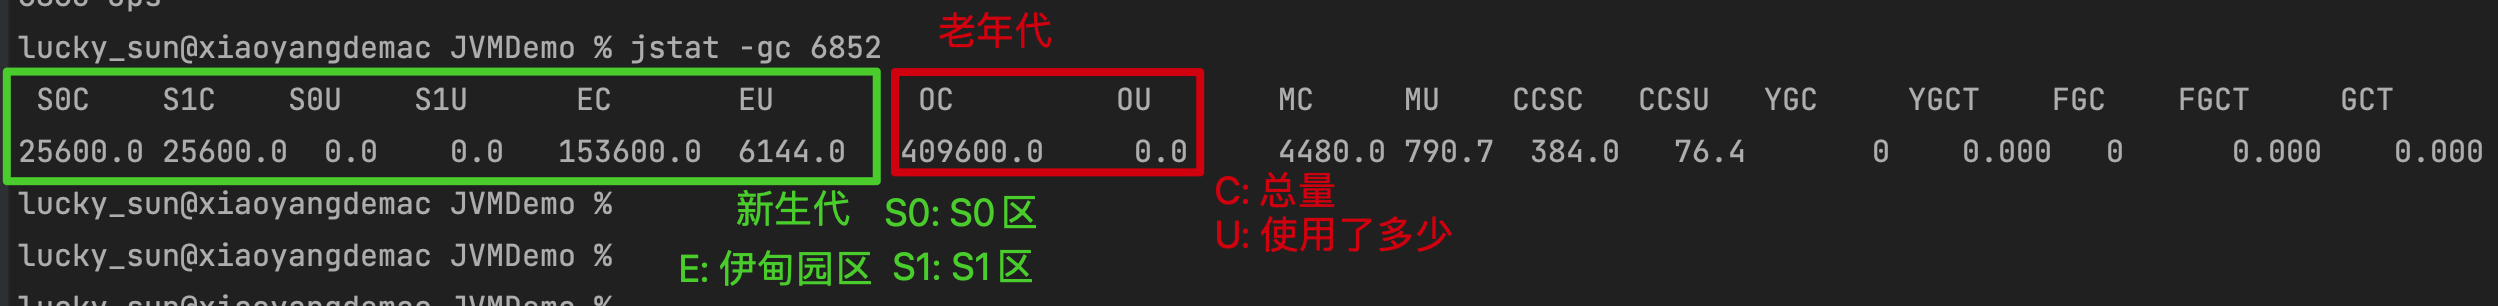 lucky_sun@xiaoyangdemac JVMDemo % jstat -gc 6852
老年代
S0C S1C S0U S1U EC EU OC OU MC MU CCSC CCSU YGC YGCT FGC FGCT GCT
25600.0 25600.0 0.0 0.0 153600.0 6144.0 409600.0 0.0 4480.0 790.7 384.0 76.4 0 0.000 0 0.000 0.000
lucky_sun@xiaoyangdemac JVMDemo %
新生代 S0: S0 区
C: 总量
U: 使用了多少
lucky_sun@xiaoyangdemac JVMDemo %
E: 伊甸园区 S1: S1 区
lucky_sun@xiaoyangdemac JVMDemo %